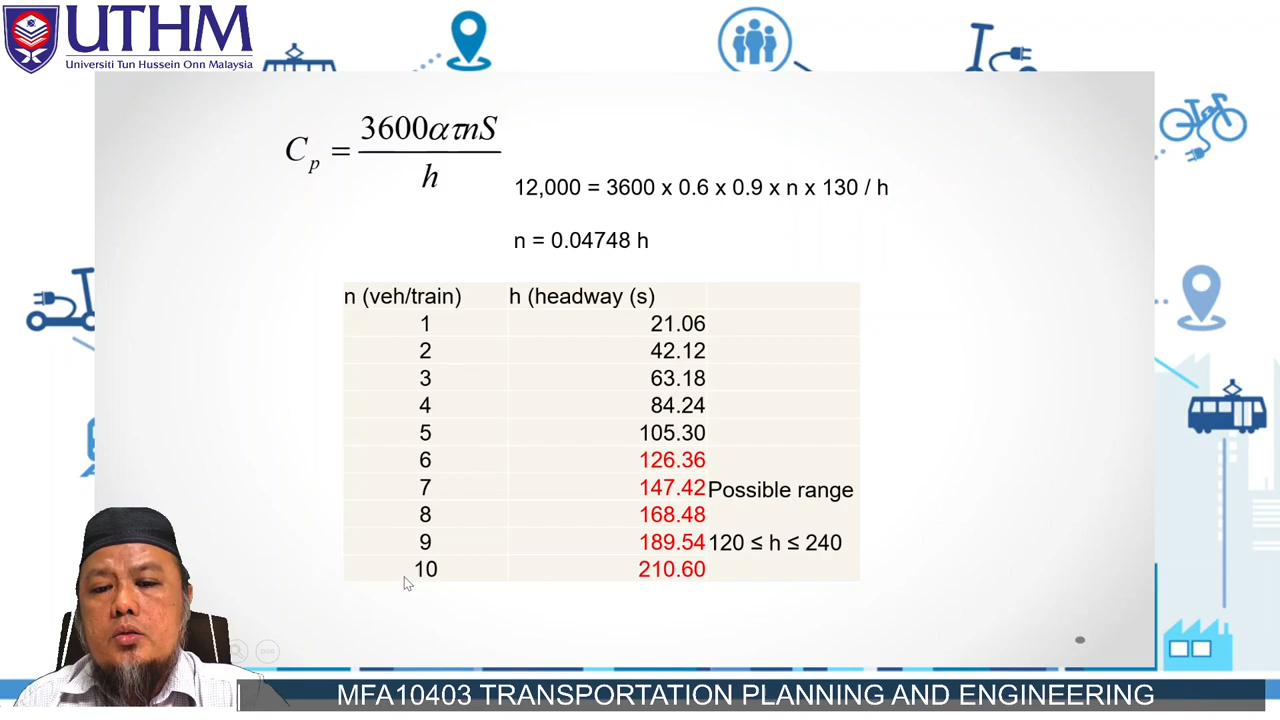 UTHM
Universiti Tun Hussein Onn Malaysia
C_p = 3600ατnS / h
12,000 = 3600 x 0.6 x 0.9 x n x 130 / h
n = 0.04748 h
n (veh/train) h (headway (s)
1 21.06
2 42.12
3 63.18
4 84.24
5 105.30
6 126.36
7 147.42 Possible range
8 168.48
9 189.54 120 ≤ h ≤ 240
10 210.60
MFA10403 TRANSPORTATION PLANNING AND ENGINEERING